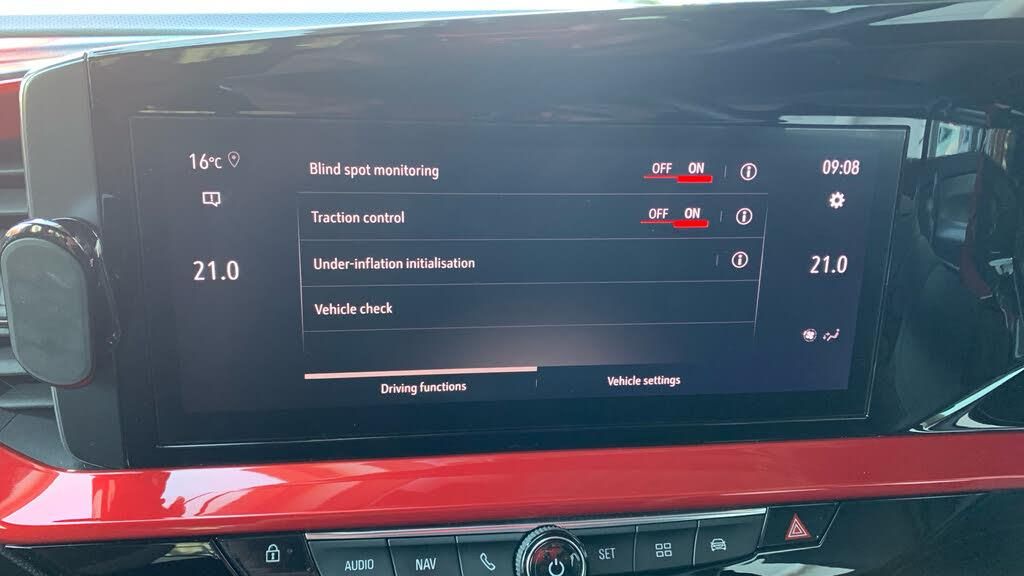 16°C
Blind spot monitoring OFF ON
09:08
Traction control OFF ON
21.0
Under-inflation initialisation
21.0
Vehicle check
Driving functions
Vehicle settings
AUDIO
NAV
SET